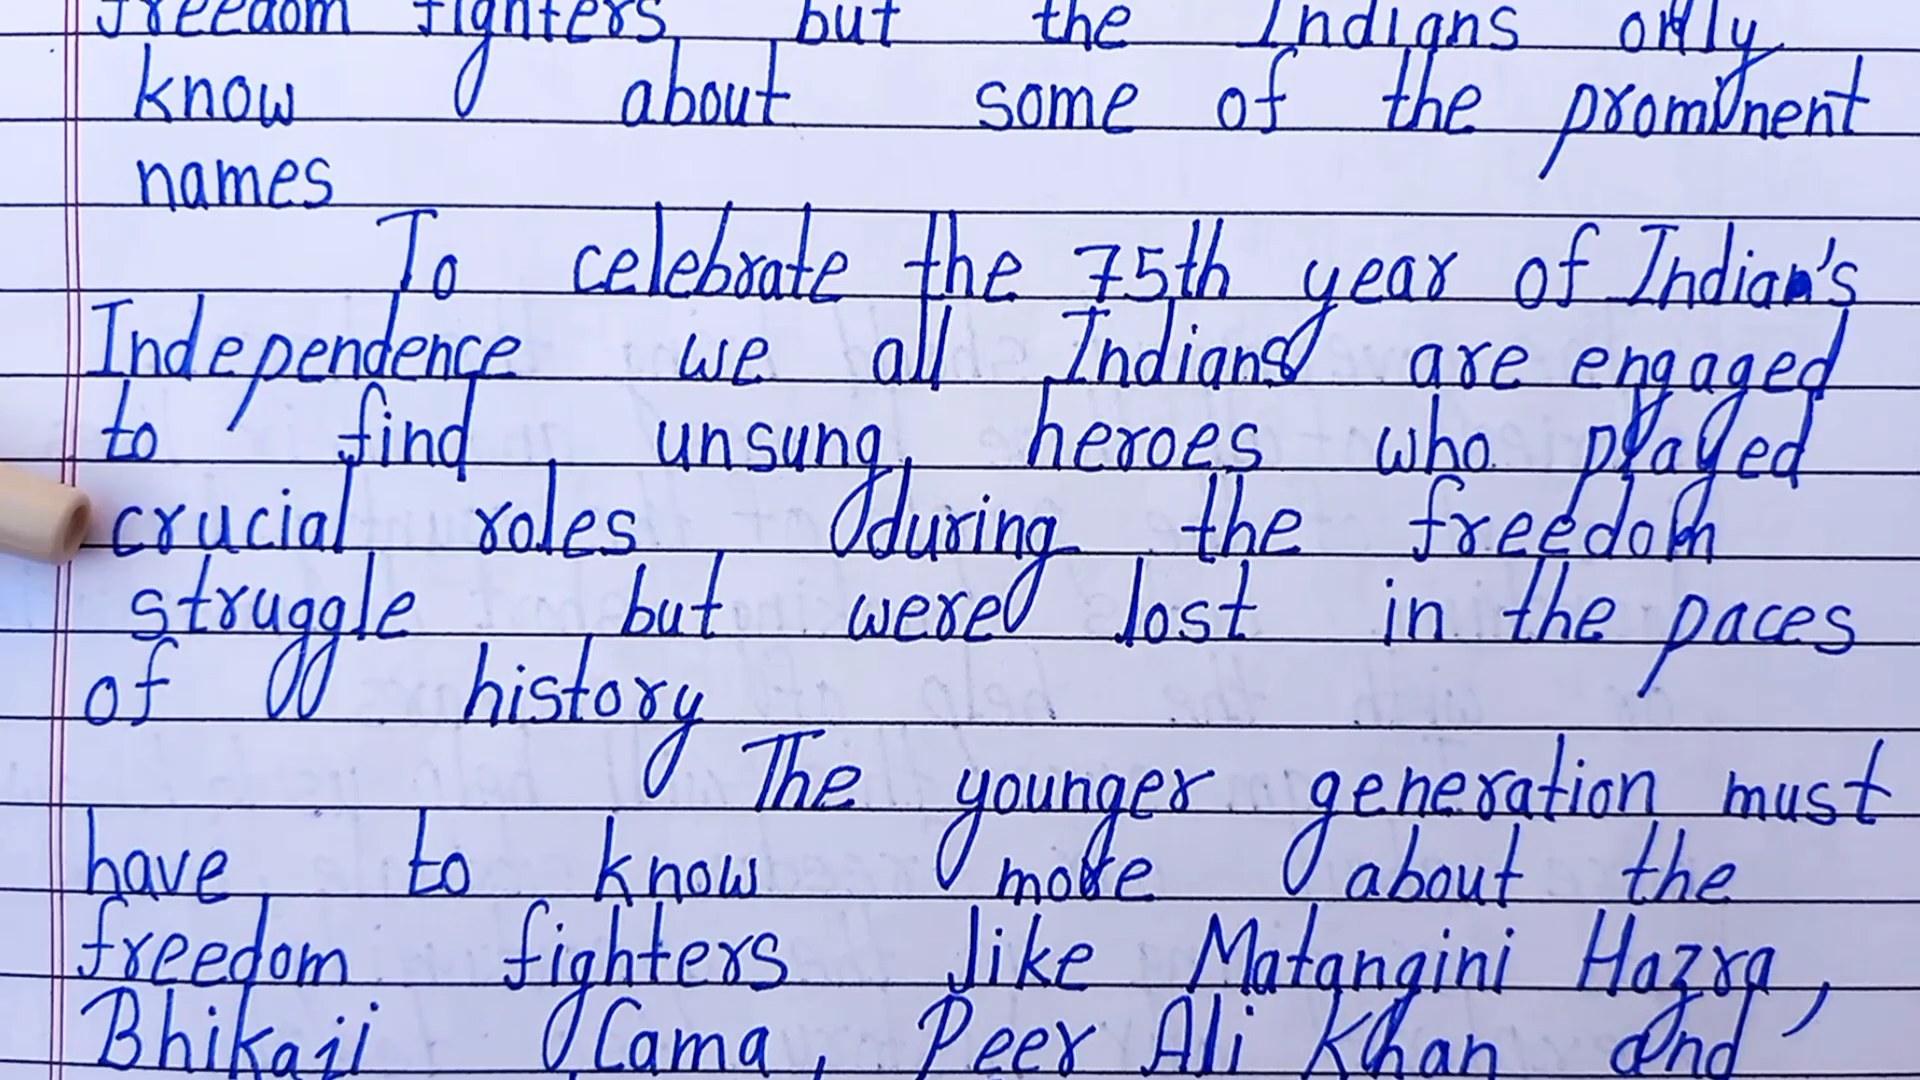 freedom fighters but the Indians only
know about some of the prominent
names
To celebrate the 75th year of Indian's
Independence we all Indians are engaged
to find unsung heroes who played
crucial roles during the freedom
struggle but were lost in the paces
of history
The younger generation must
have to know more about the
freedom fighters like Matangini Hazra,
Bhikaji Cama, Peer Ali Khan and